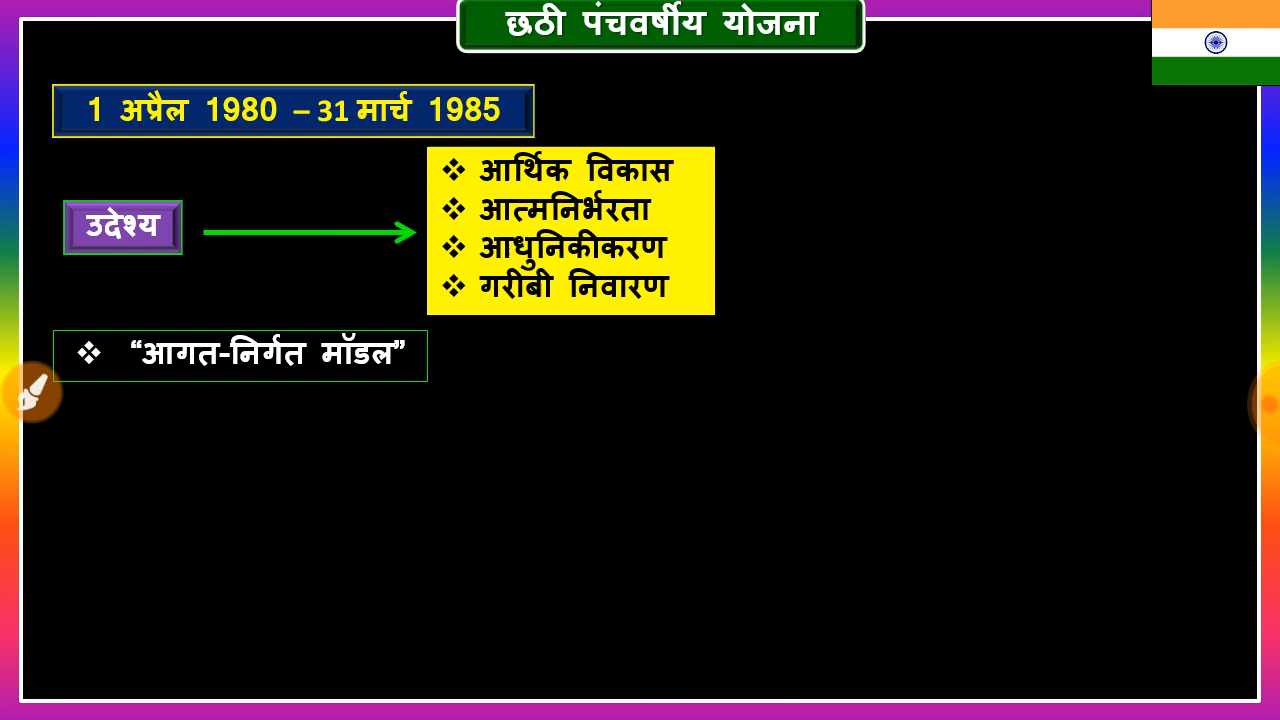 छठी पंचवर्षीय योजना
1 अप्रैल 1980 – 31 मार्च 1985
❖ आर्थिक विकास
❖ आत्मनिर्भरता
उदेश्य
❖ आधुनिकीकरण
❖ गरीबी निवारण
❖ “आगत-निर्गत मॉडल”